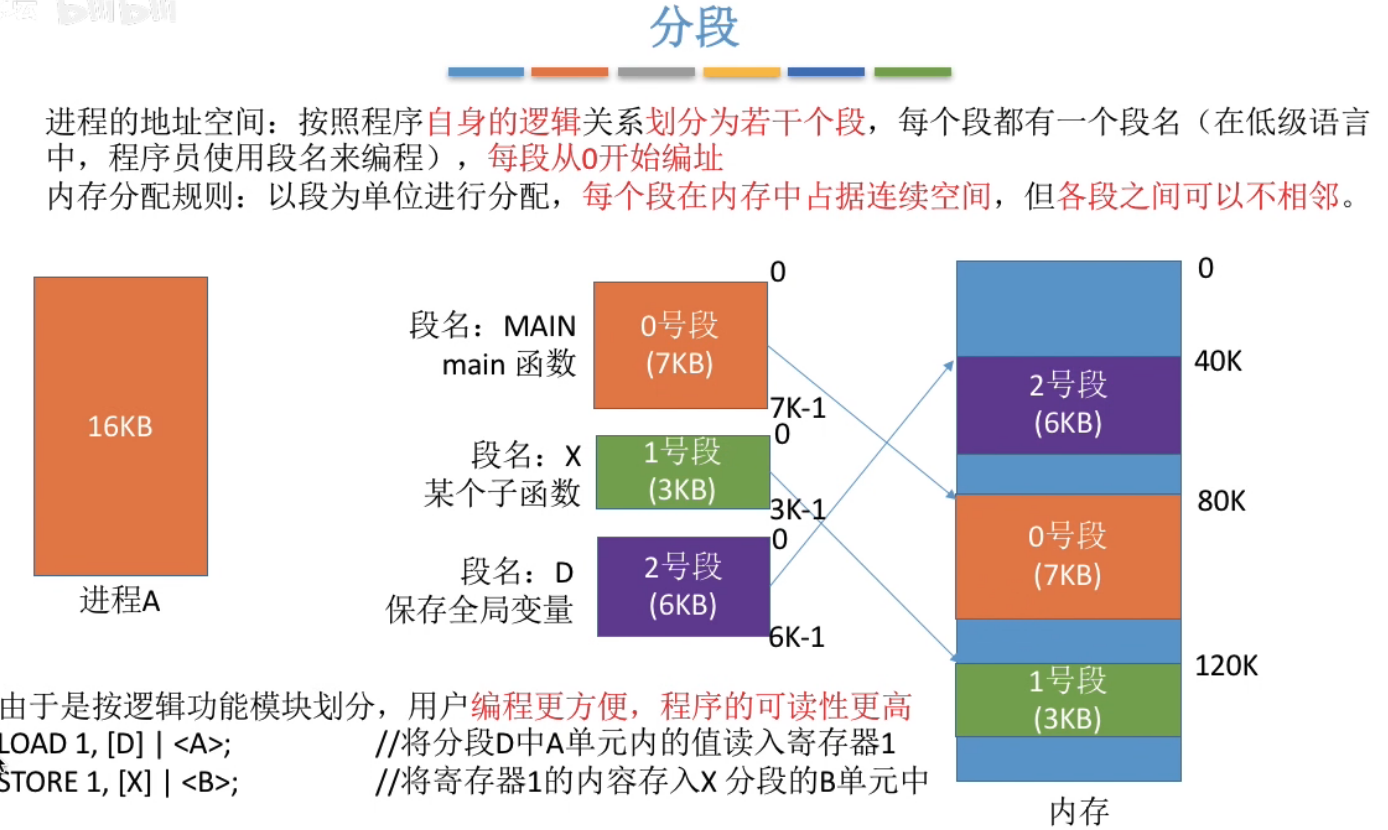 分段
进程的地址空间：按照程序自身的逻辑关系划分为若干个段，每个段都有一个段名（在低级语言
中，程序员使用段名来编程），每段从0开始编址
内存分配规则：以段为单位进行分配，每个段在内存中占据连续空间，但各段之间可以不相邻。
16KB
进程A
段名：MAIN
main 函数
0号段
(7KB)
0
7K-1
段名：X
某个子函数
1号段
(3KB)
0
3K-1
段名：D
保存全局变量
2号段
(6KB)
0
6K-1
0
40K
2号段
(6KB)
80K
0号段
(7KB)
120K
1号段
(3KB)
内存
由于是按逻辑功能模块划分，用户编程更方便，程序的可读性更高
LOAD 1, [D] | <A>; //将分段D中A单元内的值读入寄存器1
STORE 1, [X] | <B>; //将寄存器1的内容存入X 分段的B单元中